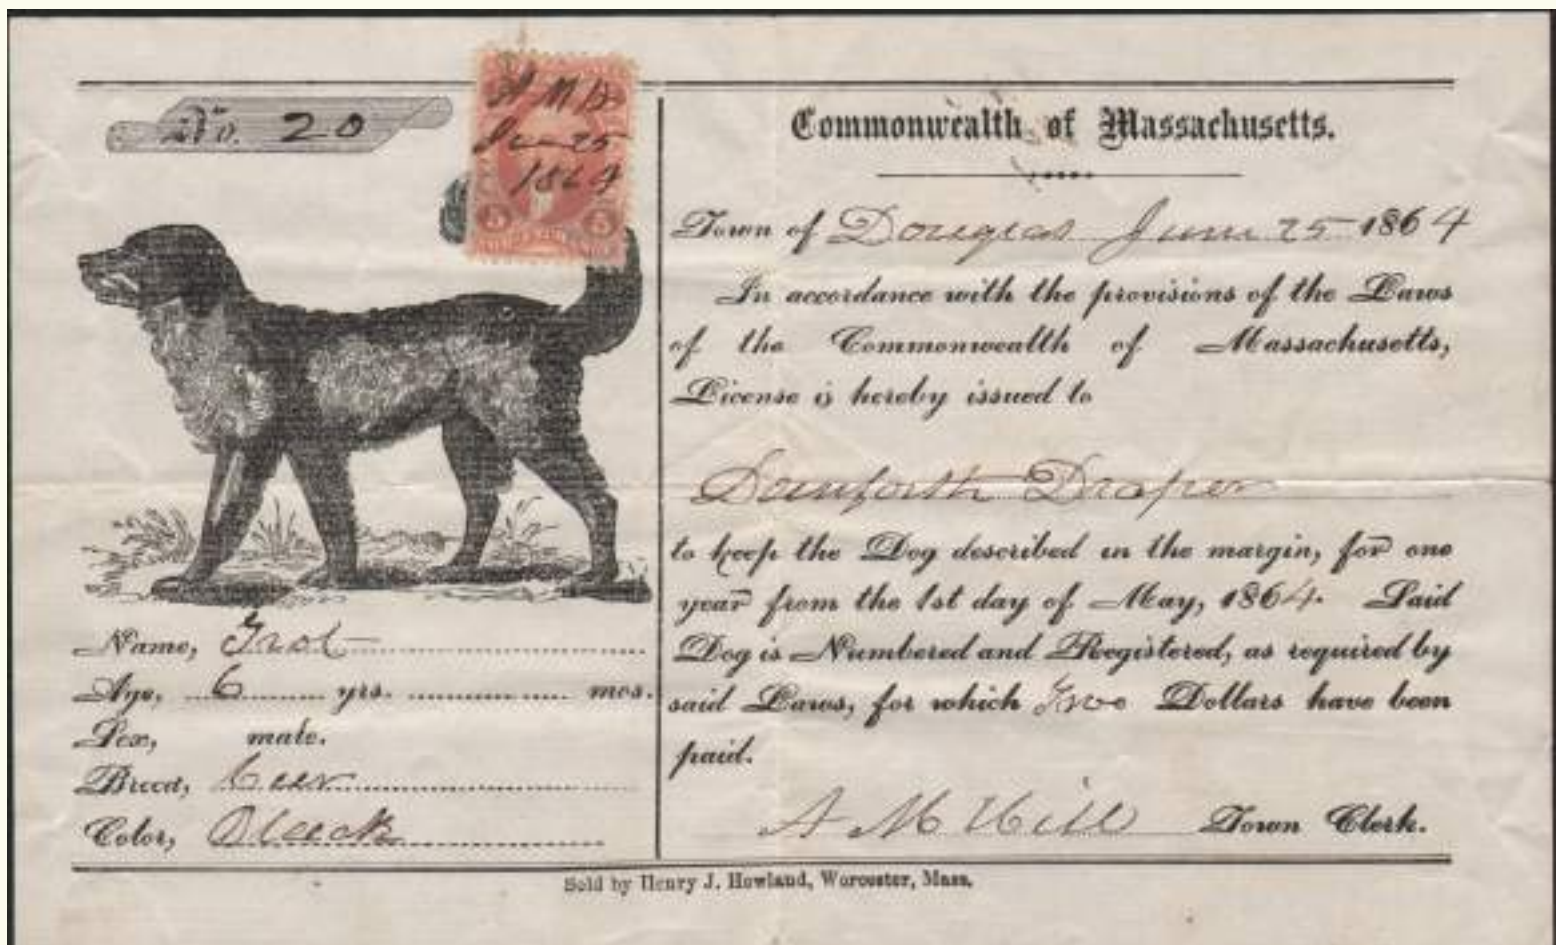 No. 20
A M H
Jun 25
1864
5 5
Commonwealth of Massachusetts.
Town of Douglas June 25 1864
In accordance with the provisions of the Laws
of the Commonwealth of Massachusetts,
License is hereby issued to
Danforth Draper
to keep the Dog described in the margin, for one
year from the 1st day of May, 1864. Said
Dog is Numbered and Registered, as required by
said Laws, for which Two Dollars have been
paid.
A M Hill Town Clerk.
Name,
Age, 6 yrs. mos.
Sex, male.
Breed, Curr
Color, Black
Sold by Henry J. Howland, Worcester, Mass.